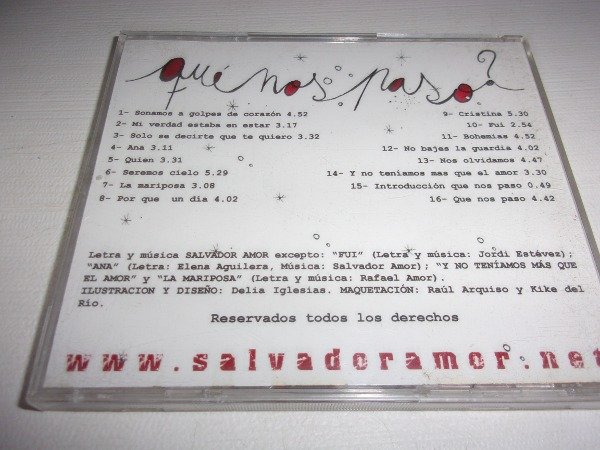 qué nos pasó?
1- Sonamos a golpes de corazón 4.52
2- Mi verdad estaba en estar 3.17
3- Solo se decirte que te quiero 3.32
4- Ana 3.11
5- Quien 3.31
6- Seremos cielo 5.29
7- La mariposa 3.08
8- Por que un dia 4.02
9- Cristina 5.30
10- Fui 2.54
11- Bohemias 4.52
12- No bajes la guardia 4.02
13- Nos olvidamos 4.47
14- Y no teniamos mas que el amor 3.30
15- Introducción que nos paso 0.49
16- Que nos paso 4.42
Letra y música SALVADOR AMOR excepto: "FUI" (Letra y música: Jordi Estévez);
"ANA" (Letra: Elena Aguilera, Música: Salvador Amor); "Y NO TENÍAMOS MÁS QUE
EL AMOR" y "LA MARIPOSA" (Letra y mús.: Rafael Amor).
ILUSTRACION Y DISEÑO: Delia Iglesias. MAQUETACIÓN: Raúl Arquiso y Kike del
Río.
Reservados todos los derechos
www.salvadoramor.net